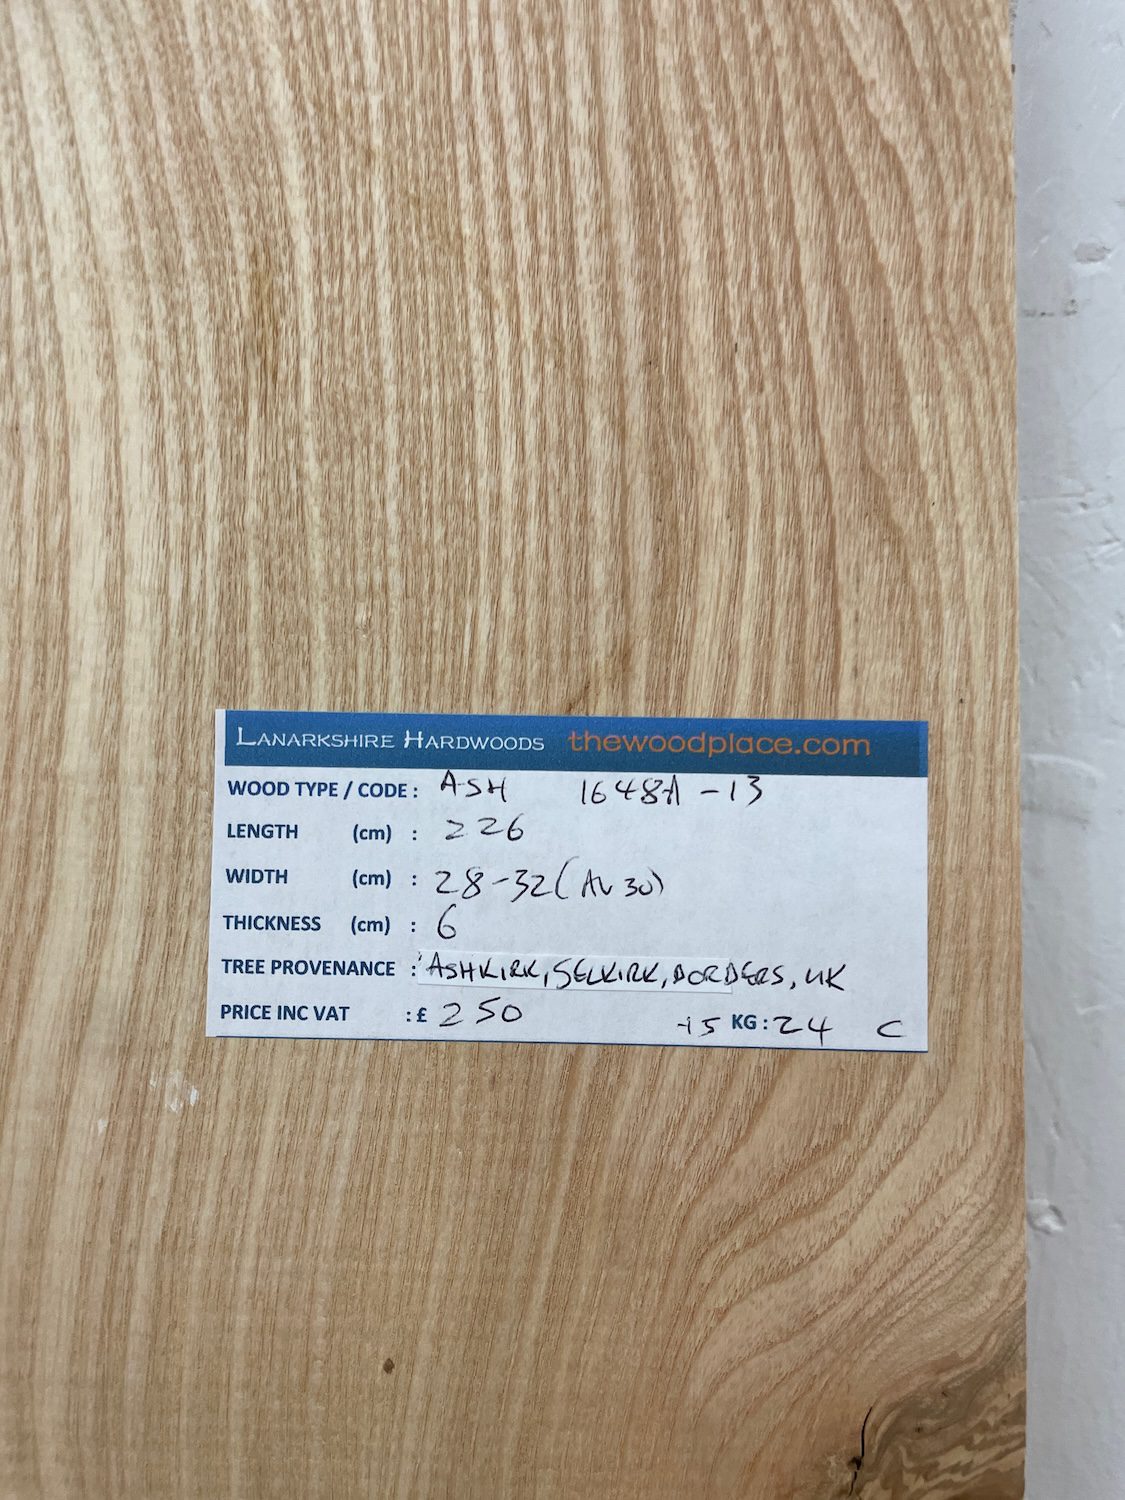 LANARKSHIRE HARDWOODS thewoodplace.com
WOOD TYPE / CODE : ASH 1648A - 13
LENGTH (cm) : 226
WIDTH (cm) : 28-32 (AV 30)
THICKNESS (cm) : 6
TREE PROVENANCE : ASHKIRK, SELKIRK, BORDERS, UK
PRICE INC VAT : £ 250
-15 KG : 24 C